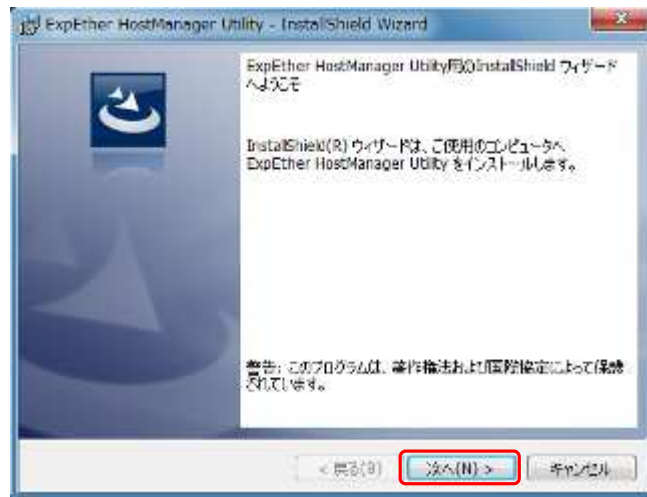 ExpEther HostManager Utility - InstallShield Wizard
ExpEther HostManager Utility用のInstallShield ウィザード
へようこそ
InstallShield(R) ウィザードは、ご使用のコンピュータへ
ExpEther HostManager Utility をインストールします。
警告: このプログラムは、著作権法および国際協定によって保護
されています。
< 戻る(B)
次へ(N) >
キャンセル